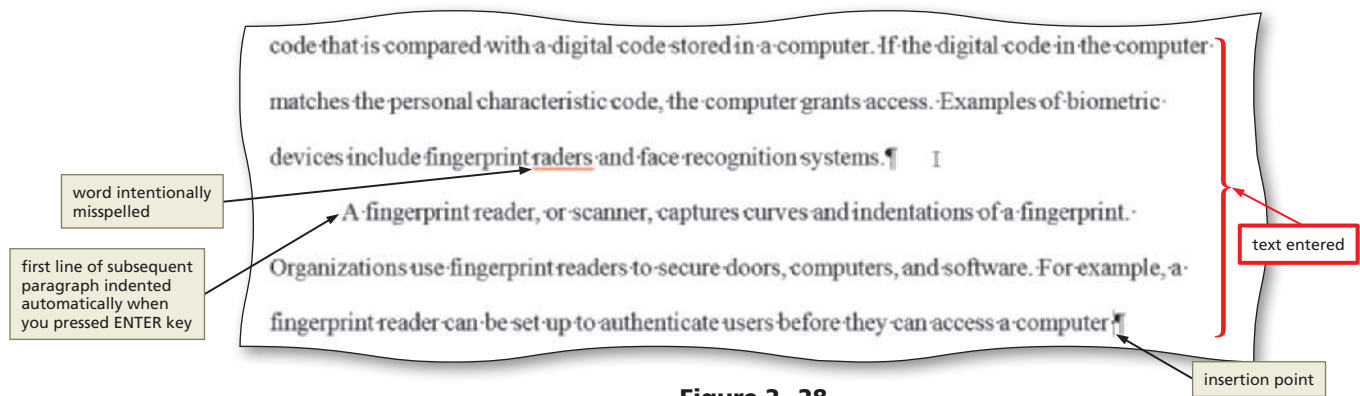 code that is compared with a digital code stored in a computer. If the digital code in the computer
matches the personal characteristic code, the computer grants access. Examples of biometric
devices include fingerprint raders and face recognition systems.¶
word intentionally
misspelled
A fingerprint reader, or scanner, captures curves and indentations of a fingerprint.
text entered
first line of subsequent
paragraph indented
automatically when
you pressed ENTER key
Organizations use fingerprint readers to secure doors, computers, and software. For example, a
fingerprint reader can be set up to authenticate users before they can access a computer¶
insertion point
Figure 2–28